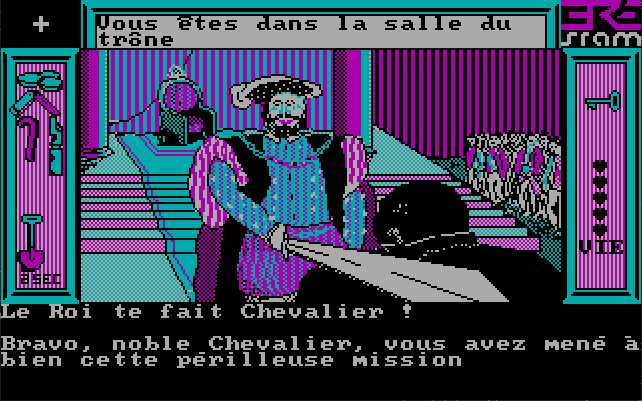 Vous êtes dans la salle du
trône
ERE
sram
VIE
Le Roi te fait Chevalier !
Bravo, noble Chevalier, vous avez mené à
bien cette périlleuse mission